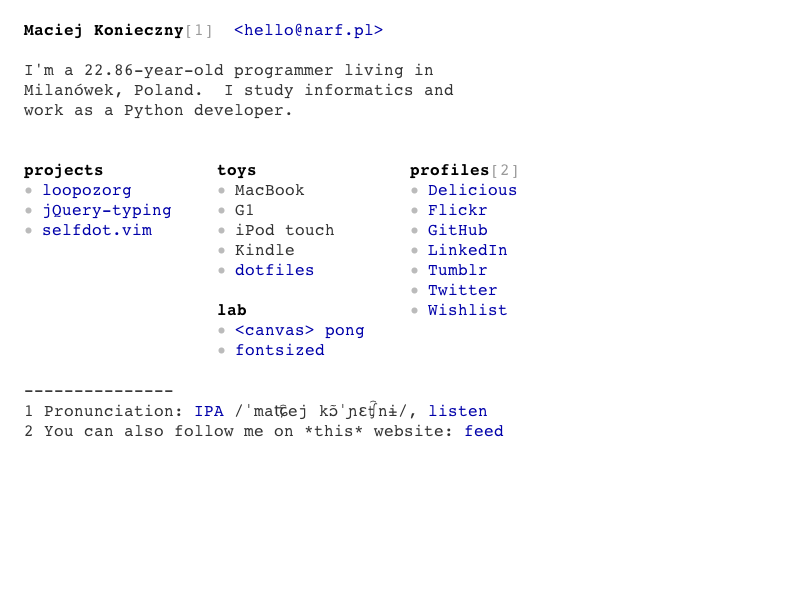 Maciej Konieczny[1]  <hello@narf.pl>
I'm a 22.86-year-old programmer living in
Milanówek, Poland.  I study informatics and
work as a Python developer.
projects
• loopozorg
• jQuery-typing
• selfdot.vim
toys
• MacBook
• G1
• iPod touch
• Kindle
• dotfiles
lab
• <canvas> pong
• fontsized
profiles[2]
• Delicious
• Flickr
• GitHub
• LinkedIn
• Tumblr
• Twitter
• Wishlist
---------------
1 Pronunciation: IPA /ˈmat͡ɕej kɔ̃ˈɲɛt͡ʃnɨ/, listen
2 You can also follow me on *this* website: feed